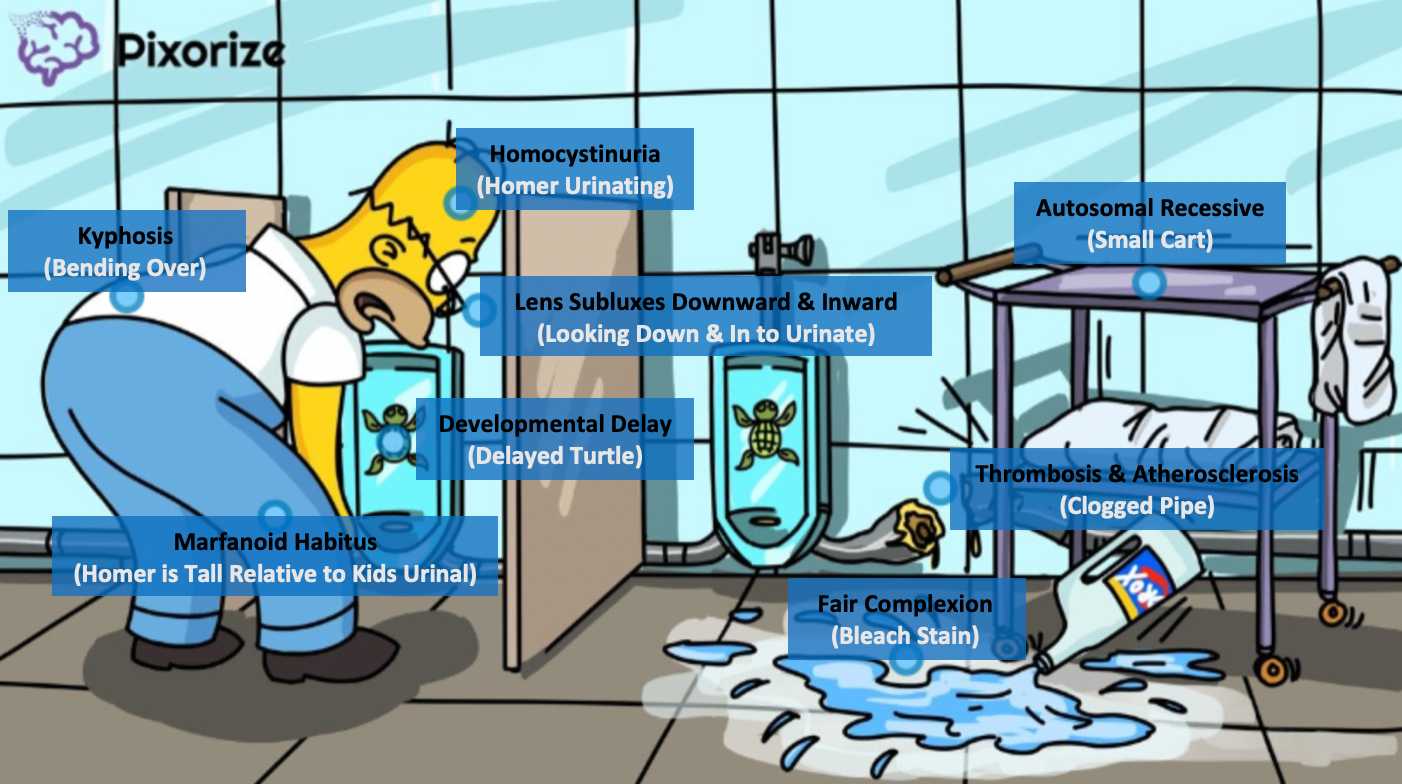 Pixorize
Homocystinuria
(Homer Urinating)
Kyphosis
(Bending Over)
Autosomal Recessive
(Small Cart)
Lens Subluxes Downward & Inward
(Looking Down & In to Urinate)
Developmental Delay
(Delayed Turtle)
Thrombosis & Atherosclerosis
(Clogged Pipe)
Marfanoid Habitus
(Homer is Tall Relative to Kids Urinal)
Fair Complexion
(Bleach Stain)